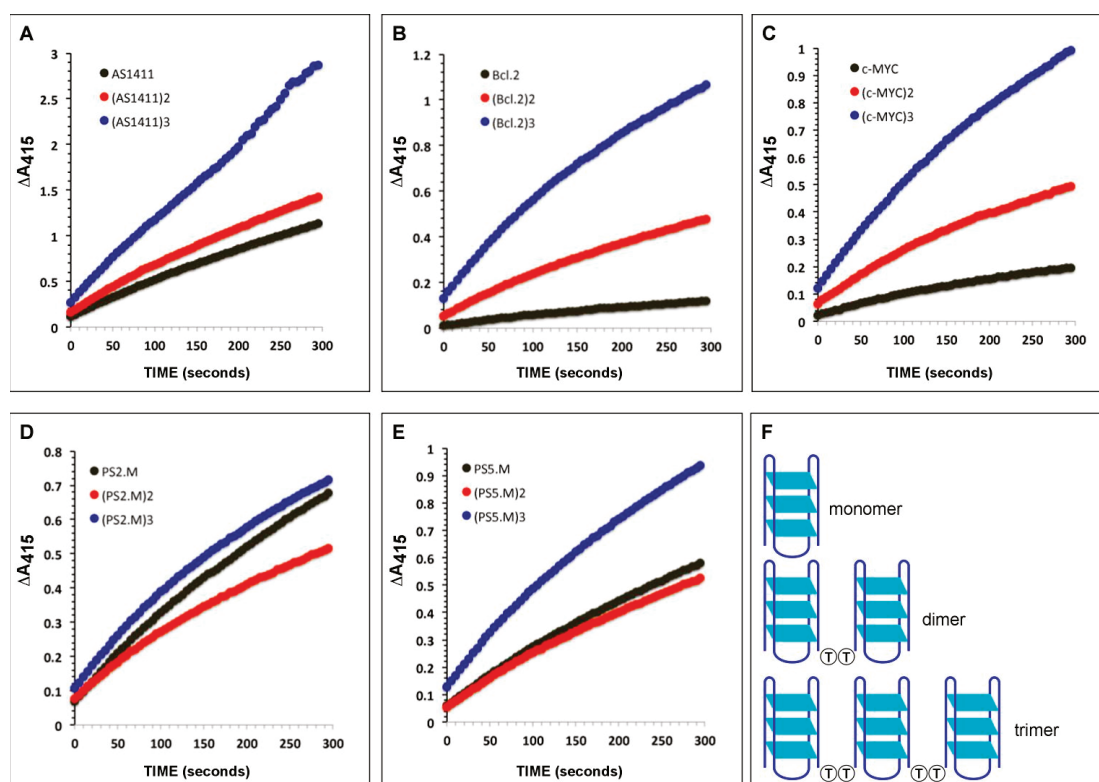 A
AS1411
(AS1411)2
(AS1411)3
ΔA415
3
2.5
2
1.5
1
0.5
0
0 50 100 150 200 250 300
TIME (seconds)
B
Bcl.2
(Bcl.2)2
(Bcl.2)3
ΔA415
1.2
1
0.8
0.6
0.4
0.2
0
0 50 100 150 200 250 300
TIME (seconds)
C
c-MYC
(c-MYC)2
(c-MYC)3
ΔA415
1
0.9
0.8
0.7
0.6
0.5
0.4
0.3
0.2
0.1
0
0 50 100 150 200 250 300
TIME (seconds)
D
PS2.M
(PS2.M)2
(PS2.M)3
ΔA415
0.8
0.7
0.6
0.5
0.4
0.3
0.2
0.1
0
0 50 100 150 200 250 300
TIME (seconds)
E
PS5.M
(PS5.M)2
(PS5.M)3
ΔA415
1
0.9
0.8
0.7
0.6
0.5
0.4
0.3
0.2
0.1
0
0 50 100 150 200 250 300
TIME (seconds)
F
monomer
dimer
T T
trimer
T T T T